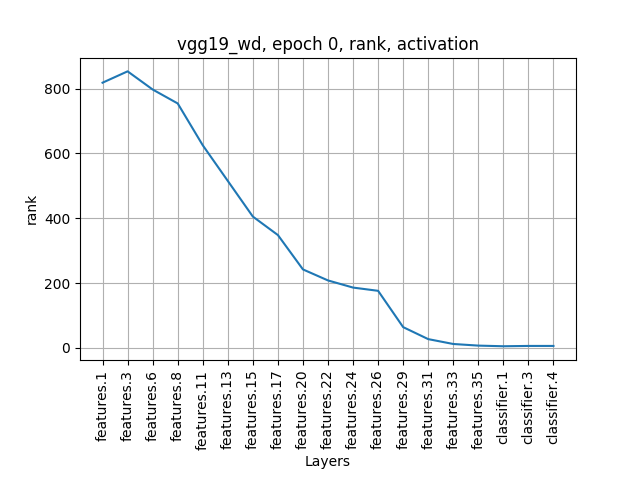 vgg19_wd, epoch 0, rank, activation
rank
800
600
400
200
0
features.1
features.3
features.6
features.8
features.11
features.13
features.15
features.17
features.20
features.22
features.24
features.26
features.29
features.31
features.33
features.35
classifier.1
classifier.3
classifier.4
Layers